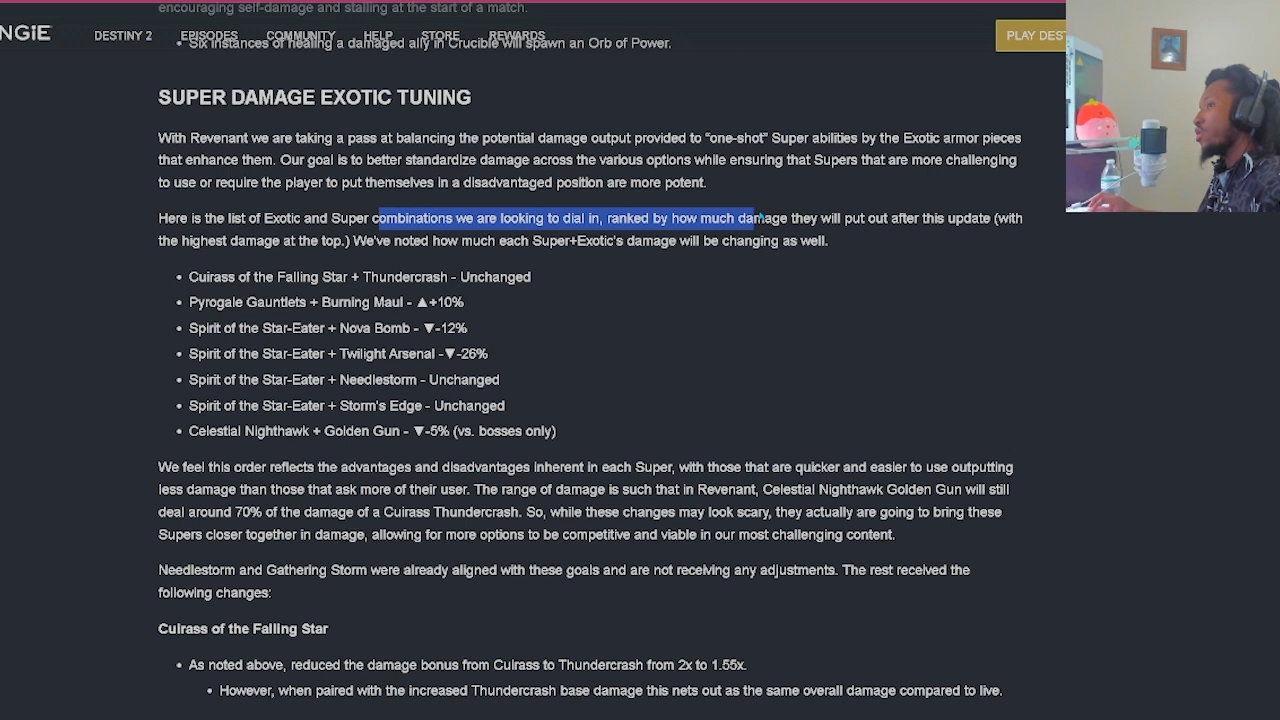 encouraging self-damage and stalling at the start of a match.
NGiE DESTINY 2 EPISODES COMMUNITY HELP STORE REWARDS PLAY DEST
• Six instances of healing a damaged ally in Crucible will spawn an Orb of Power.
SUPER DAMAGE EXOTIC TUNING
With Revenant we are taking a pass at balancing the potential damage output provided to “one-shot” Super abilities by the Exotic armor pieces
that enhance them. Our goal is to better standardize damage across the various options while ensuring that Supers that are more challenging
to use or require the player to put themselves in a disadvantaged position are more potent.
Here is the list of Exotic and Super combinations we are looking to dial in, ranked by how much damage they will put out after this update (with
the highest damage at the top.) We’ve noted how much each Super+Exotic’s damage will be changing as well.
• Cuirass of the Falling Star + Thundercrash - Unchanged
• Pyrogale Gauntlets + Burning Maul - ▲+10%
• Spirit of the Star-Eater + Nova Bomb - ▼-12%
• Spirit of the Star-Eater + Twilight Arsenal -▼-26%
• Spirit of the Star-Eater + Needlestorm - Unchanged
• Spirit of the Star-Eater + Storm’s Edge - Unchanged
• Celestial Nighthawk + Golden Gun - ▼-5% (vs. bosses only)
We feel this order reflects the advantages and disadvantages inherent in each Super, with those that are quicker and easier to use outputting
less damage than those that ask more of their user. The range of damage is such that in Revenant, Celestial Nighthawk Golden Gun will still
deal around 70% of the damage of a Cuirass Thundercrash. So, while these changes may look scary, they actually are going to bring these
Supers closer together in damage, allowing for more options to be competitive and viable in our most challenging content.
Needlestorm and Gathering Storm were already aligned with these goals and are not receiving any adjustments. The rest received the
following changes:
Cuirass of the Falling Star
• As noted above, reduced the damage bonus from Cuirass to Thundercrash from 2x to 1.55x.
• However, when paired with the increased Thundercrash base damage this nets out as the same overall damage compared to live.